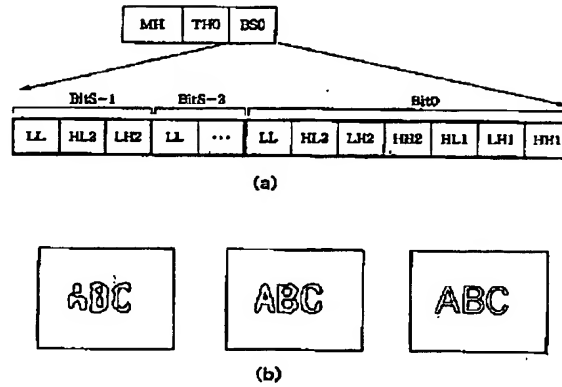 MH TH0 BS0
BitS-1 BitS-2 Bit0
LL HL2 LH2 LL ... LL HL2 LH2 HH2 HL1 LH1 HH1
(a)
ABC ABC ABC
(b)